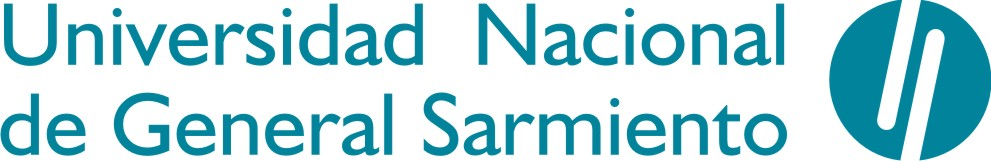 Universidad Nacional
de General Sarmiento